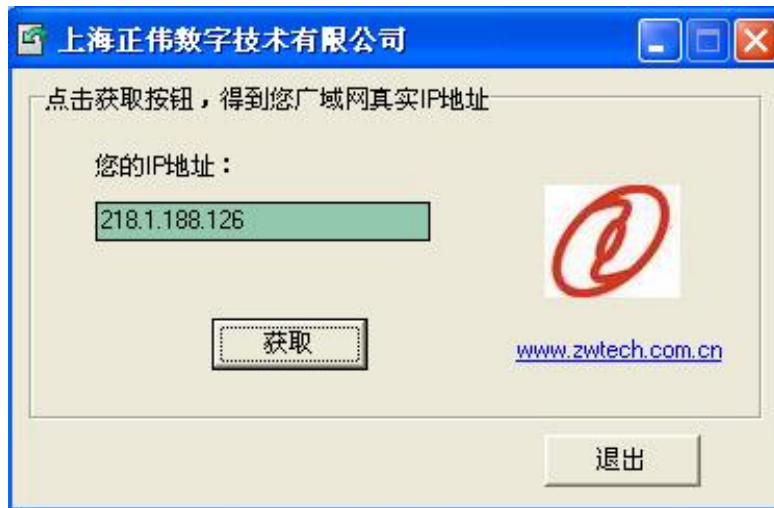 上海正伟数字技术有限公司
点击获取按钮，得到您广域网真实IP地址
您的IP地址：
218.1.188.126
获取
www.zwtech.com.cn
退出